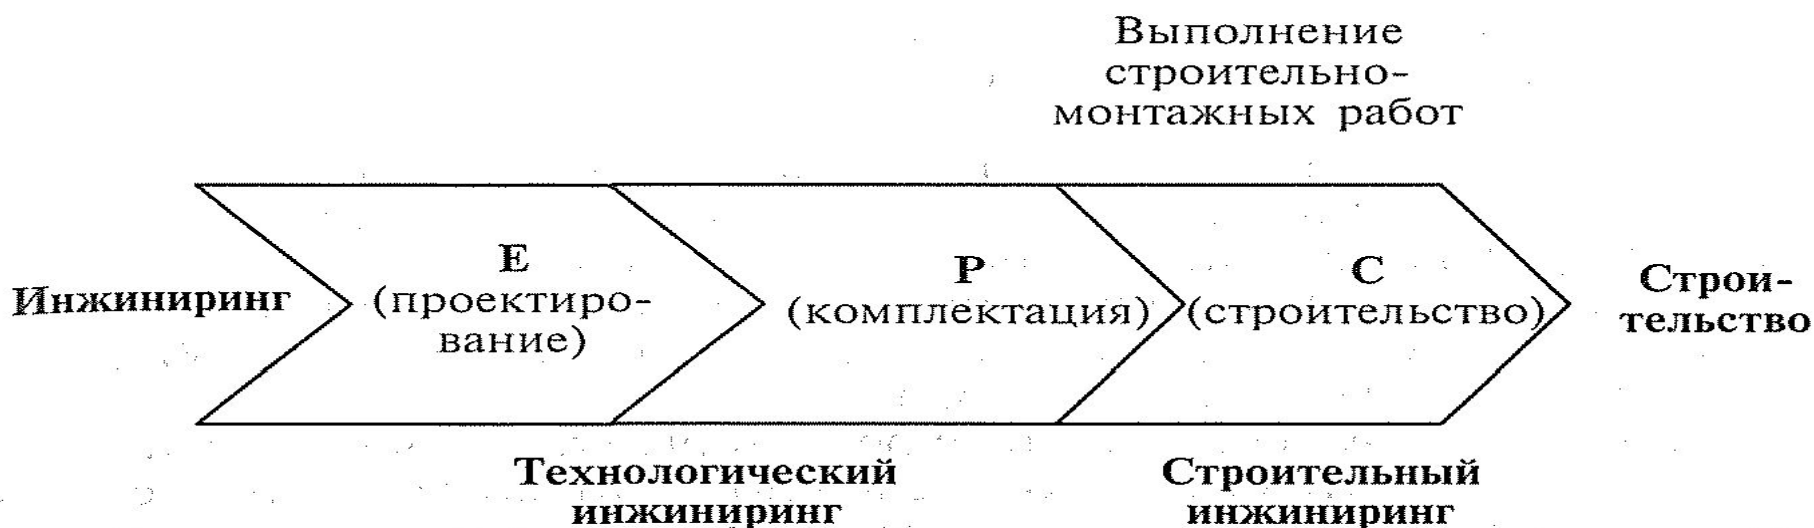 Выполнение
строительно-
монтажных работ
Инжиниринг
E
(проектиро-
вание)
P
(комплектация)
C
(строительство)
Строи-
тельство
Технологический
инжиниринг
Строительный
инжиниринг